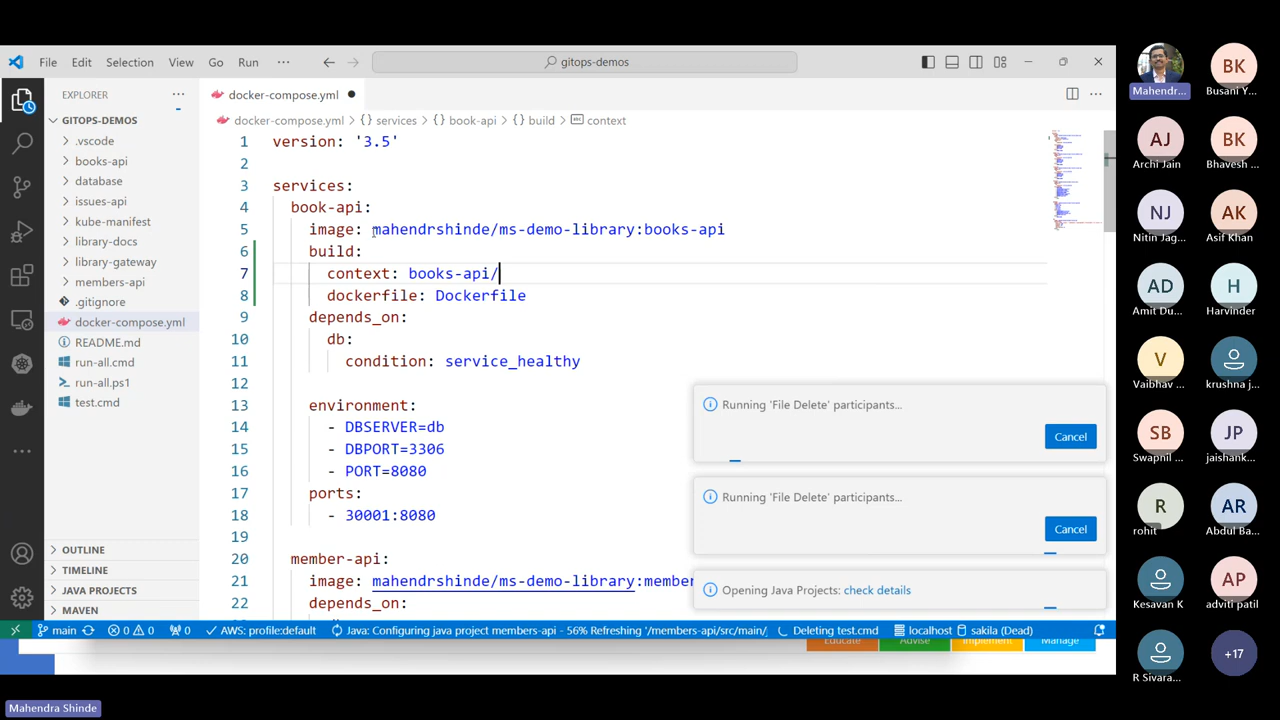 File Edit Selection View Go Run ··· gitops-demos
EXPLORER ···
GITOPS-DEMOS
.vscode
books-api
database
issues-api
kube-manifest
library-docs
library-gateway
members-api
.gitignore
docker-compose.yml
README.md
run-all.cmd
run-all.ps1
test.cmd
OUTLINE
TIMELINE
JAVA PROJECTS
MAVEN
docker-compose.yml
docker-compose.yml > {} services > {} book-api > {} build > abc context
1 version: '3.5'
2
3 services:
4 book-api:
5 image: mahendrshinde/ms-demo-library:books-api
6 build:
7 context: books-api/
8 dockerfile: Dockerfile
9 depends_on:
10 db:
11 condition: service_healthy
12
13 environment:
14 - DBSERVER=db
15 - DBPORT=3306
16 - PORT=8080
17 ports:
18 - 30001:8080
19
20 member-api:
21 image: mahendrshinde/ms-demo-library:member
22 depends_on:
Running 'File Delete' participants...
Cancel
Running 'File Delete' participants...
Cancel
Opening Java Projects: check details
main 0 0 0 AWS: profile:default Java: Configuring java project members-api - 56% Refreshing '/members-api/src/main/ Deleting test.cmd localhost sakila (Dead)
Educate Advise Implement Manage
Mahendra Shinde
Mahendr... BK Busani Y...
AJ Archi Jain BK Bhavesh ...
NJ Nitin Jag... AK Asif Khan
AD Amit Du... H Harvinder
V Vaibhav ... krushna j...
SB Swapnil ... JP jaishank...
R rohit AR Abdul Ba...
Kesavan K AP adviti patil
R Sivara... +17